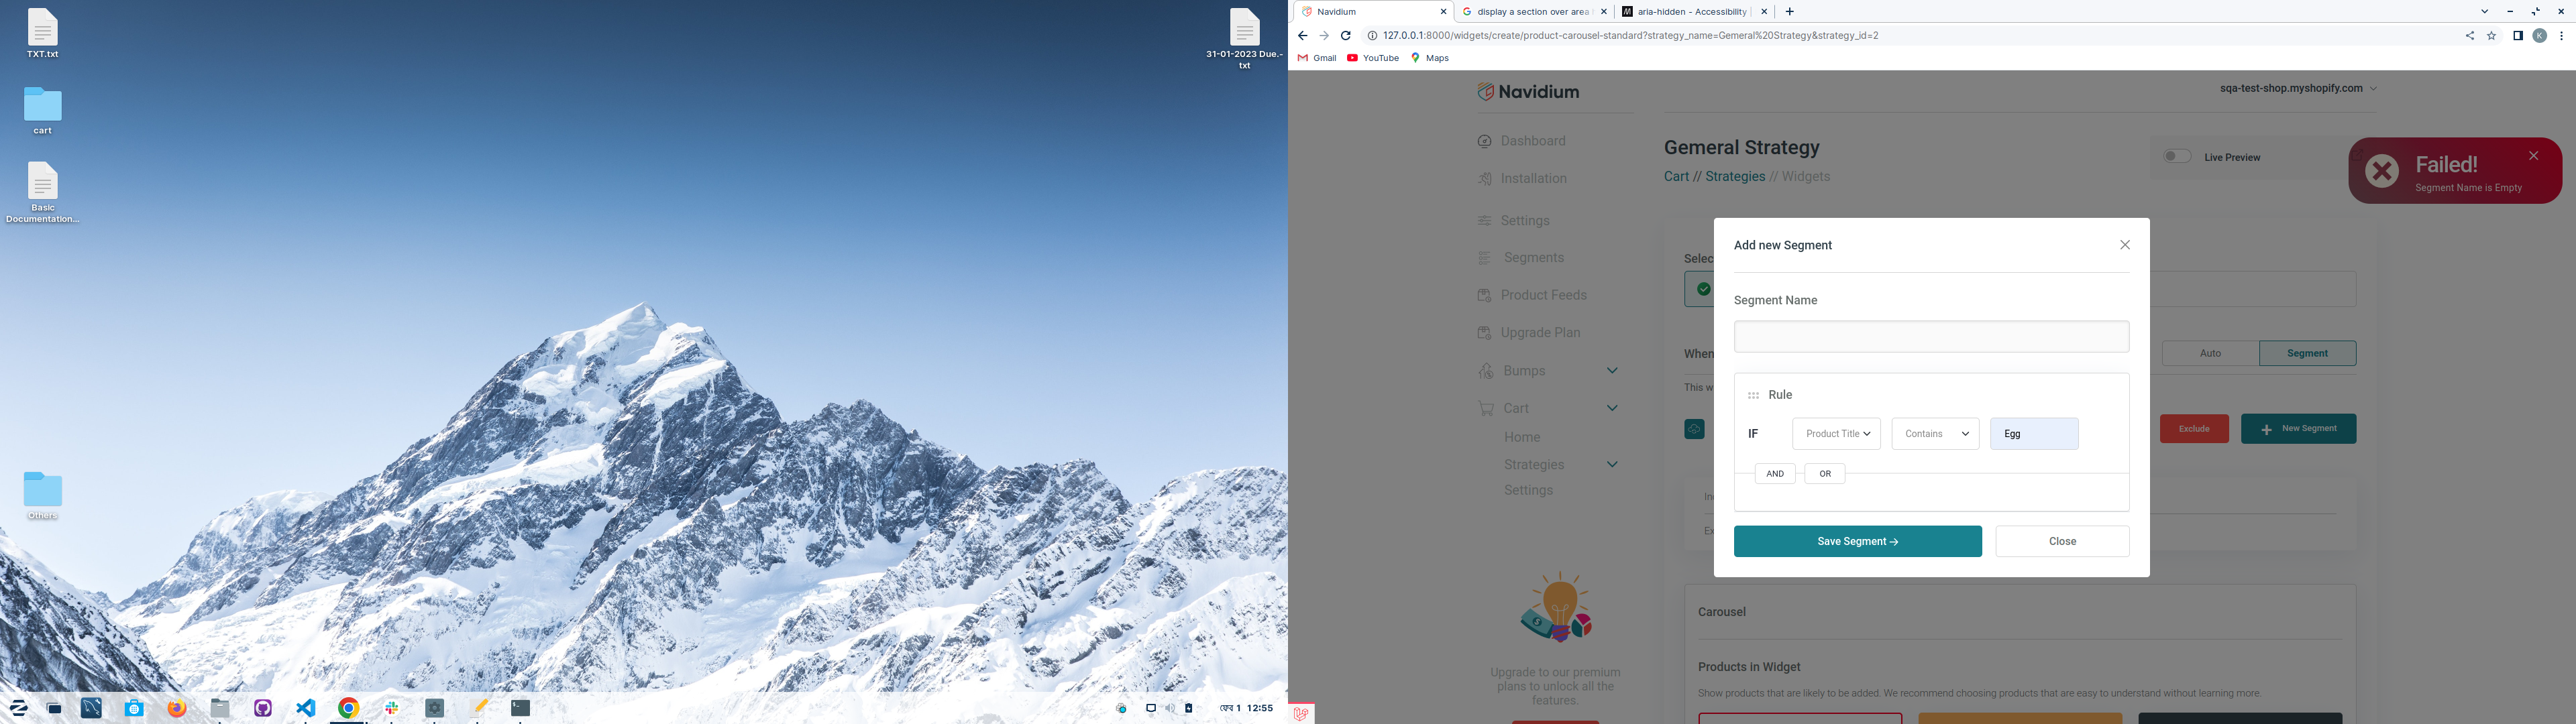 TXT.txt
31-01-2023 Due.-
txt
cart
Basic
Documentation...
Others
ফেব 1 12:55
Navidium
display a section over area
aria-hidden - Accessibility
127.0.0.1:8000/widgets/create/product-carousel-standard?strategy_name=Gemeral%20Strategy&strategy_id=2
K
Gmail
YouTube
Maps
Navidium
sqa-test-shop.myshopify.com
Dashboard
Installation
Settings
Segments
Product Feeds
Upgrade Plan
Bumps
Cart
Home
Strategies
Settings
Upgrade to our premium
plans to unlock all the
features.
Gemeral Strategy
Cart // Strategies // Widgets
Live Preview
Failed!
Segment Name is Empty
Selec
When
Auto
Segment
This w
Exclude
New Segment
Add new Segment
Segment Name
Rule
IF
Product Title
Contains
Egg
AND
OR
Save Segment →
Close
Carousel
Products in Widget
Show products that are likely to be added. We recommend choosing products that are easy to understand without learning more.